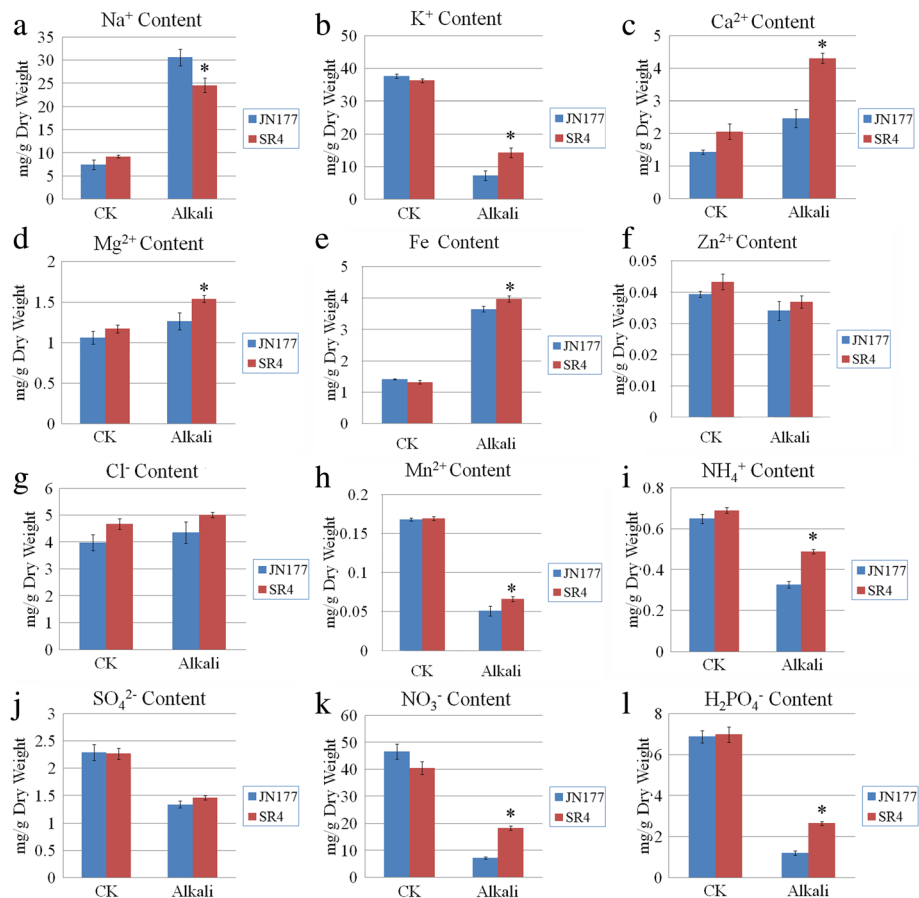 a
Na⁺ Content
mg/g Dry Weight
35
30
25
20
15
10
5
0
*
CK
Alkali
JN177
SR4
b
K⁺ Content
mg/g Dry Weight
50
40
30
20
10
0
*
CK
Alkali
JN177
SR4
c
Ca²⁺ Content
mg/g Dry Weight
5
4
3
2
1
0
*
CK
Alkali
JN177
SR4
d
Mg²⁺ Content
mg/g Dry Weight
2
1.5
1
0.5
0
*
CK
Alkali
JN177
SR4
e
Fe Content
mg/g Dry Weight
5
4
3
2
1
0
*
CK
Alkali
JN177
SR4
f
Zn²⁺ Content
mg/g Dry Weight
0.05
0.04
0.03
0.02
0.01
0
CK
Alkali
JN177
SR4
g
Cl⁻ Content
mg/g Dry Weight
6
5
4
3
2
1
0
CK
Alkali
JN177
SR4
h
Mn²⁺ Content
mg/g Dry Weight
0.2
0.15
0.1
0.05
0
*
CK
Alkali
JN177
SR4
i
NH₄⁺ Content
mg/g Dry Weight
0.8
0.6
0.4
0.2
0
*
CK
Alkali
JN177
SR4
j
SO₄²⁻ Content
mg/g Dry Weight
3
2.5
2
1.5
1
0.5
0
CK
Alkali
JN177
SR4
k
NO₃⁻ Content
mg/g Dry Weight
60
50
40
30
20
10
0
*
CK
Alkali
JN177
SR4
l
H₂PO₄⁻ Content
mg/g Dry Weight
8
6
4
2
0
*
CK
Alkali
JN177
SR4